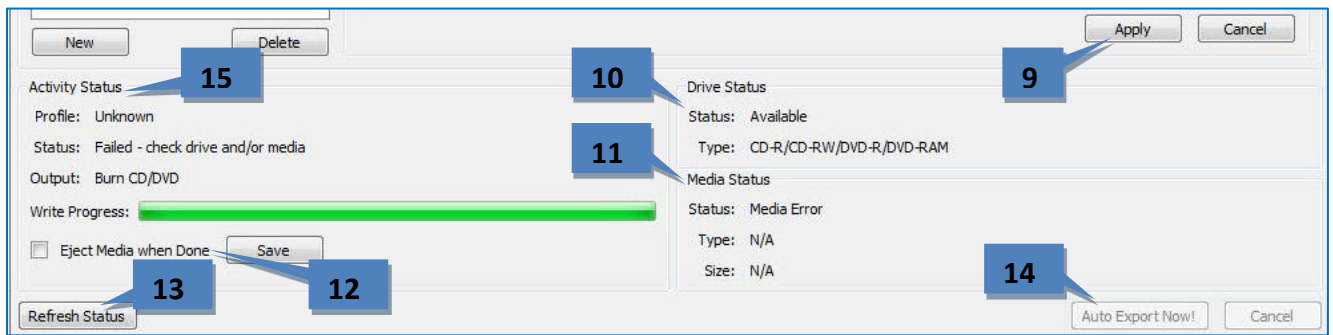 New
Delete
Apply
Cancel
15
10
9
Activity Status
Profile: Unknown
Status: Failed - check drive and/or media
Output: Burn CD/DVD
Write Progress:
Eject Media when Done
Save
Drive Status
Status: Available
Type: CD-R/CD-RW/DVD-R/DVD-RAM
11
Media Status
Status: Media Error
Type: N/A
Size: N/A
13
12
14
Refresh Status
Auto Export Now!
Cancel